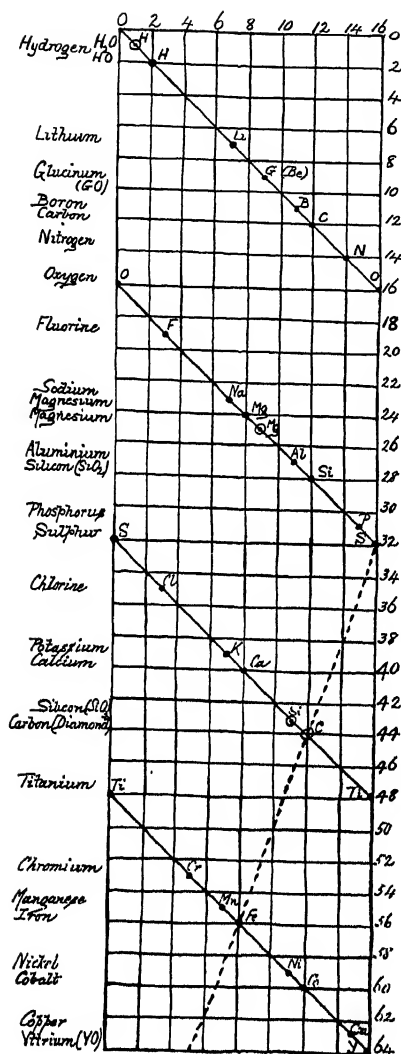 0 2 4 6 8 10 12 14 16
Hydrogen H2O H 0
HO H 2
4
6
Lithium Li
8
Glucinum G (Be)
(GO) 10
Boron B
Carbon C 12
Nitrogen N 14
Oxygen O O 16
18
Fluorine F
20
22
Sodium Na
Magnesium Mg 24
Magnesium Mg
26
Aluminium Al
Silicon (SiO2) Si 28
30
Phosphorus P
Sulphur S S 32
34
Chlorine Cl
36
38
Potassium K
Calcium Ca 40
42
Silicon (SiO) Si
Carbon (Diamond) C 44
46
Titanium Ti Ti 48
50
52
Chromium Cr
54
Manganese Mn
Iron Fe 56
58
Nickel Ni
Cobalt Co 60
62
Copper Cu
Vttrium (YO) Y 64